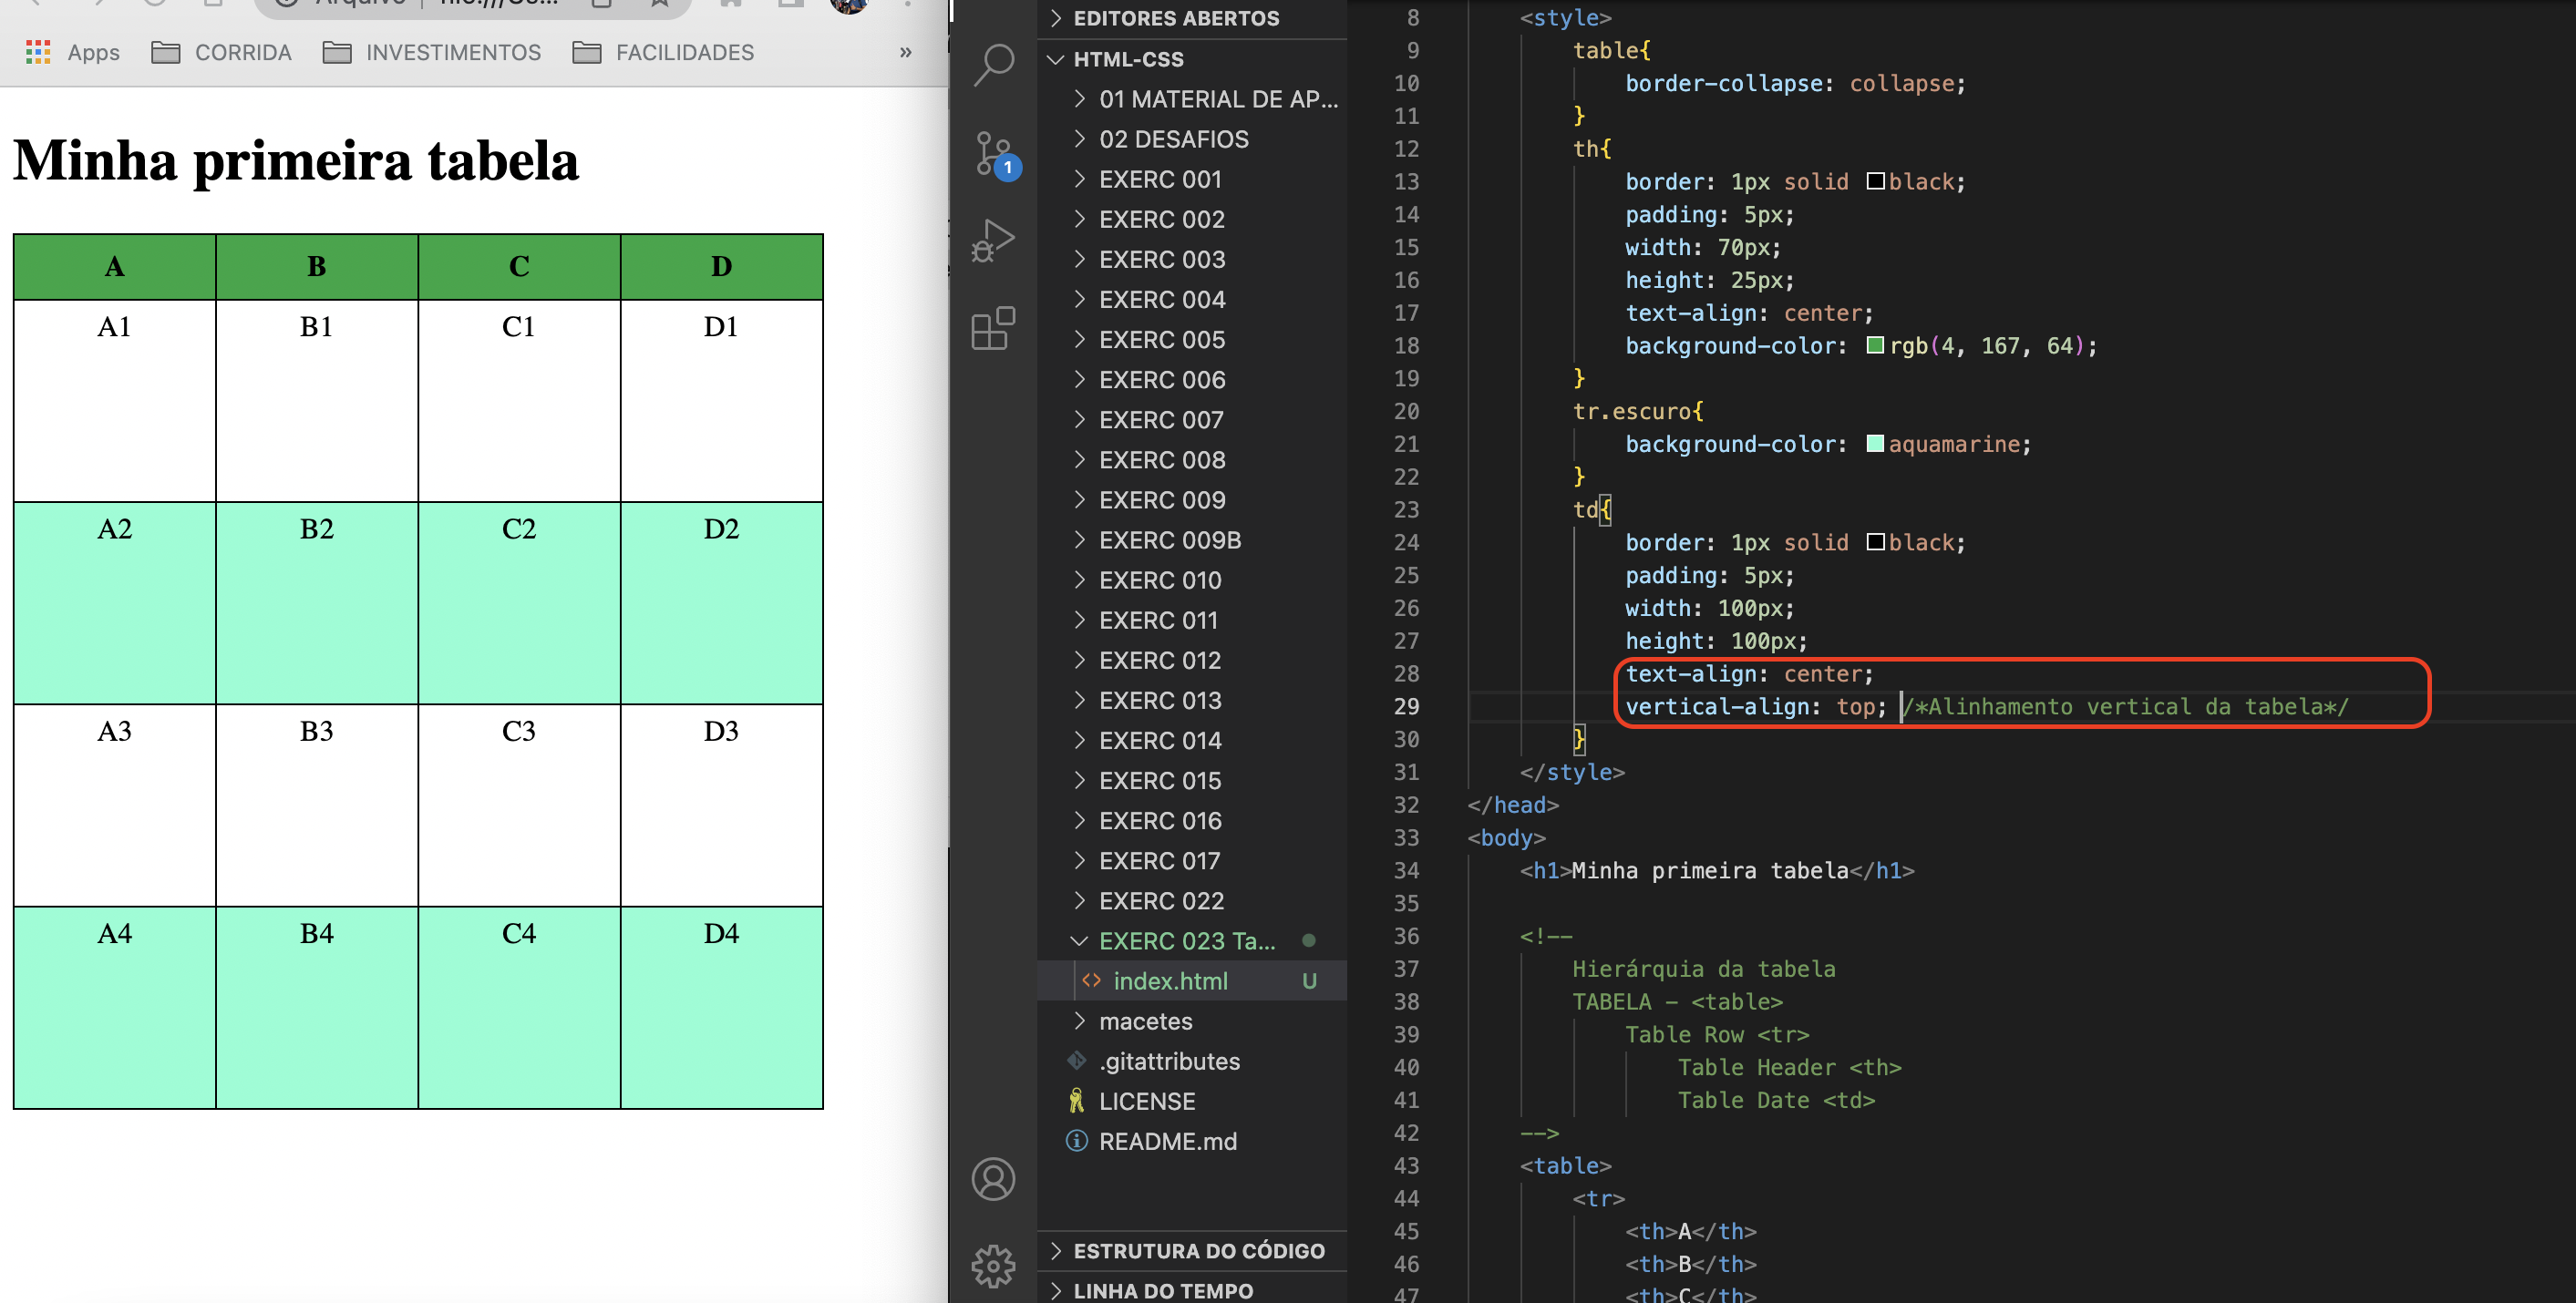 Apps CORRIDA INVESTIMENTOS FACILIDADES »
Minha primeira tabela
A B C D
A1 B1 C1 D1
A2 B2 C2 D2
A3 B3 C3 D3
A4 B4 C4 D4
1
EDITORES ABERTOS
HTML-CSS
01 MATERIAL DE AP...
02 DESAFIOS
EXERC 001
EXERC 002
EXERC 003
EXERC 004
EXERC 005
EXERC 006
EXERC 007
EXERC 008
EXERC 009
EXERC 009B
EXERC 010
EXERC 011
EXERC 012
EXERC 013
EXERC 014
EXERC 015
EXERC 016
EXERC 017
EXERC 022
EXERC 023 Ta...
<> index.html U
macetes
.gitattributes
LICENSE
README.md
ESTRUTURA DO CÓDIGO
LINHA DO TEMPO
8 <style>
9 table{
10 border-collapse: collapse;
11 }
12 th{
13 border: 1px solid black;
14 padding: 5px;
15 width: 70px;
16 height: 25px;
17 text-align: center;
18 background-color: rgb(4, 167, 64);
19 }
20 tr.escuro{
21 background-color: aquamarine;
22 }
23 td{
24 border: 1px solid black;
25 padding: 5px;
26 width: 100px;
27 height: 100px;
28 text-align: center;
29 vertical-align: top; /*Alinhamento vertical da tabela*/
30 }
31 </style>
32 </head>
33 <body>
34 <h1>Minha primeira tabela</h1>
35
36 <!--
37 Hierárquia da tabela
38 TABELA - <table>
39 Table Row <tr>
40 Table Header <th>
41 Table Date <td>
42 -->
43 <table>
44 <tr>
45 <th>A</th>
46 <th>B</th>
47 <th>C</th>